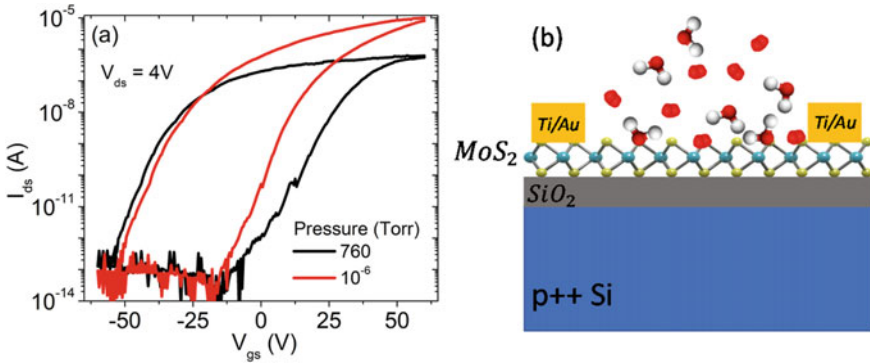 (a)
V_ds = 4V
I_ds (A)
10^-5
10^-8
10^-11
10^-14
Pressure (Torr)
760
10^-6
-50 -25 0 25 50
V_gs (V)
(b)
Ti/Au Ti/Au
MoS_2
SiO_2
p++ Si